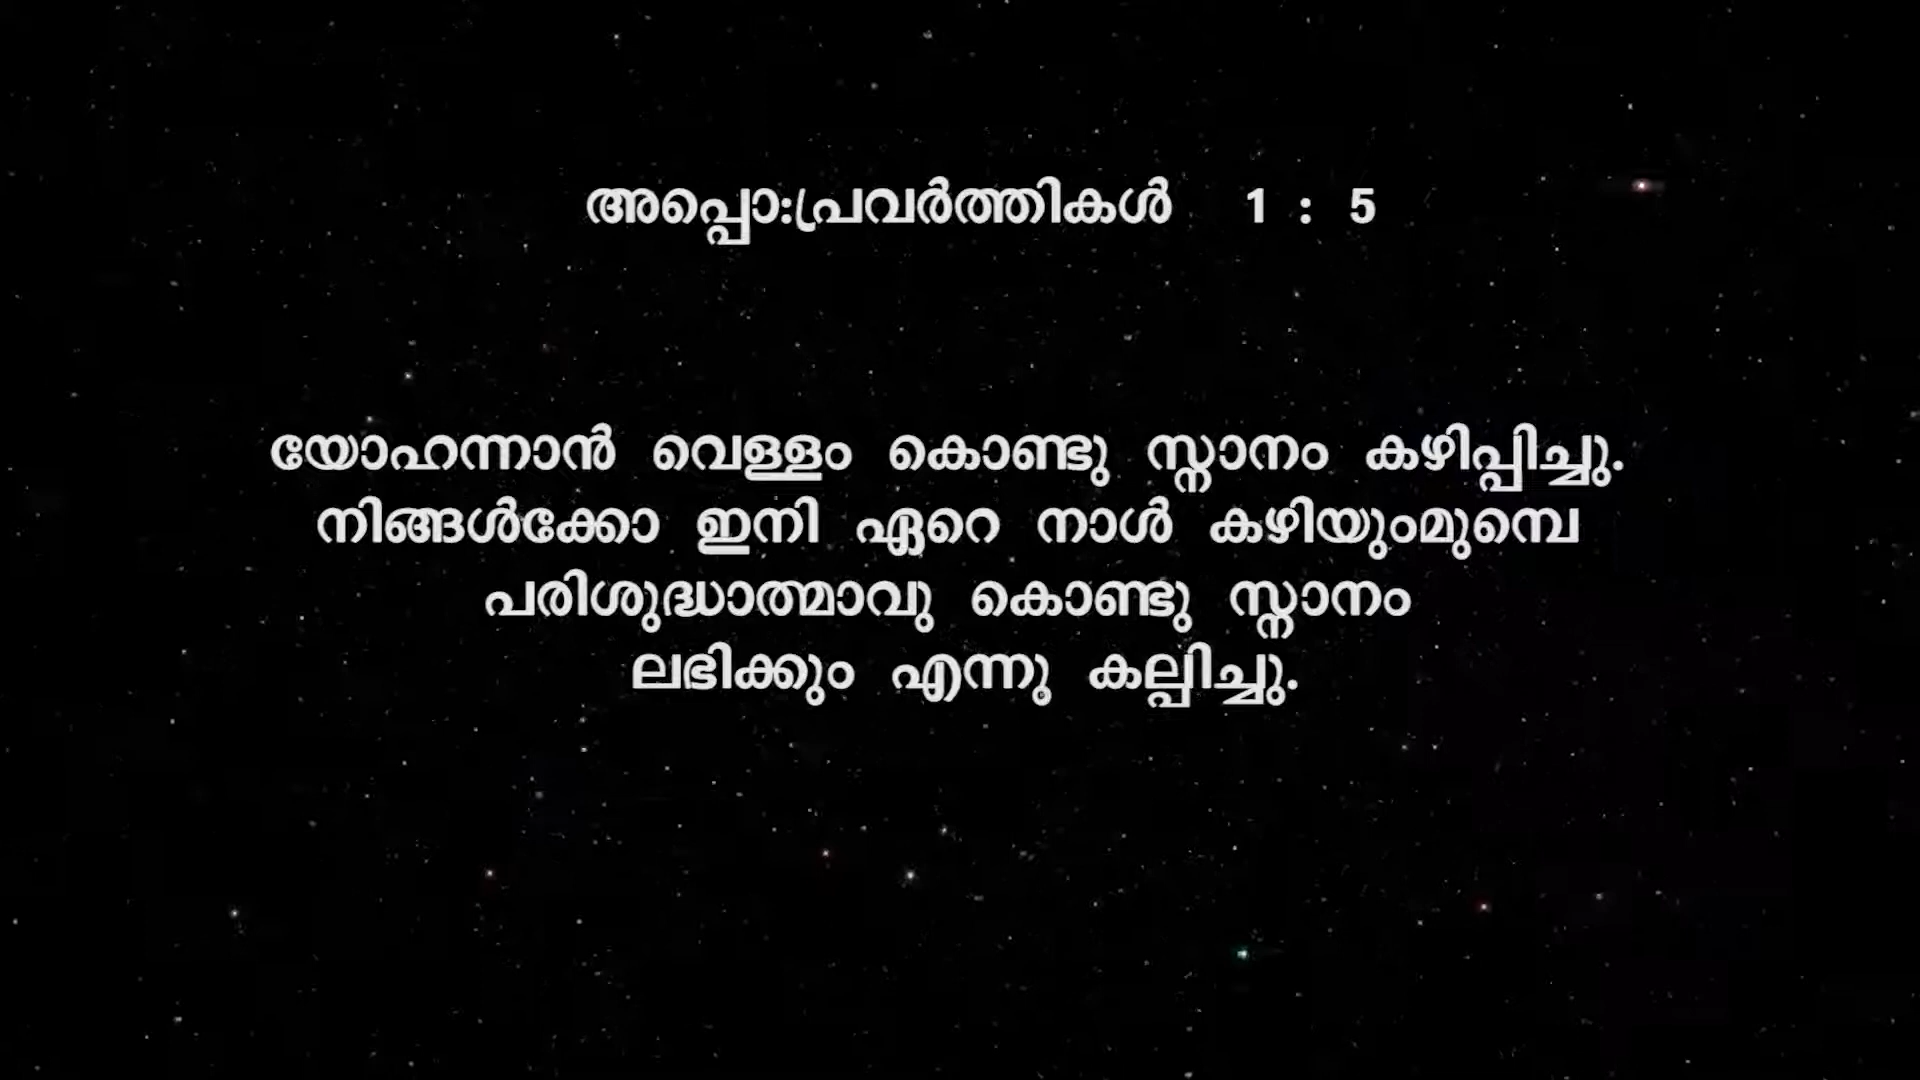 അപ്പൊ:പ്രവർത്തികൾ 1 : 5
യോഹന്നാൻ വെള്ളം കൊണ്ടു സ്നാനം കഴിപ്പിച്ചു.
നിങ്ങൾക്കോ ഇനി ഏറെ നാൾ കഴിയുംമുമ്പെ
പരിശുദ്ധാത്മാവു കൊണ്ടു സ്നാനം
ലഭിക്കും എന്നൂ കല്പിച്ചു.